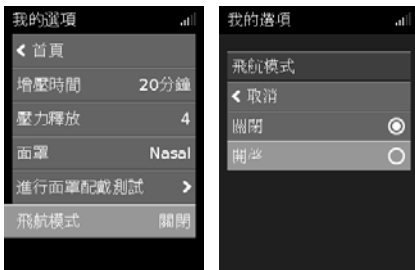 我的選項
首頁
增壓時間 20分鐘
壓力釋放 4
面罩 Nasal
進行面罩配戴測試
飛航模式 關閉
我的選項
飛航模式
取消
關閉
開啟